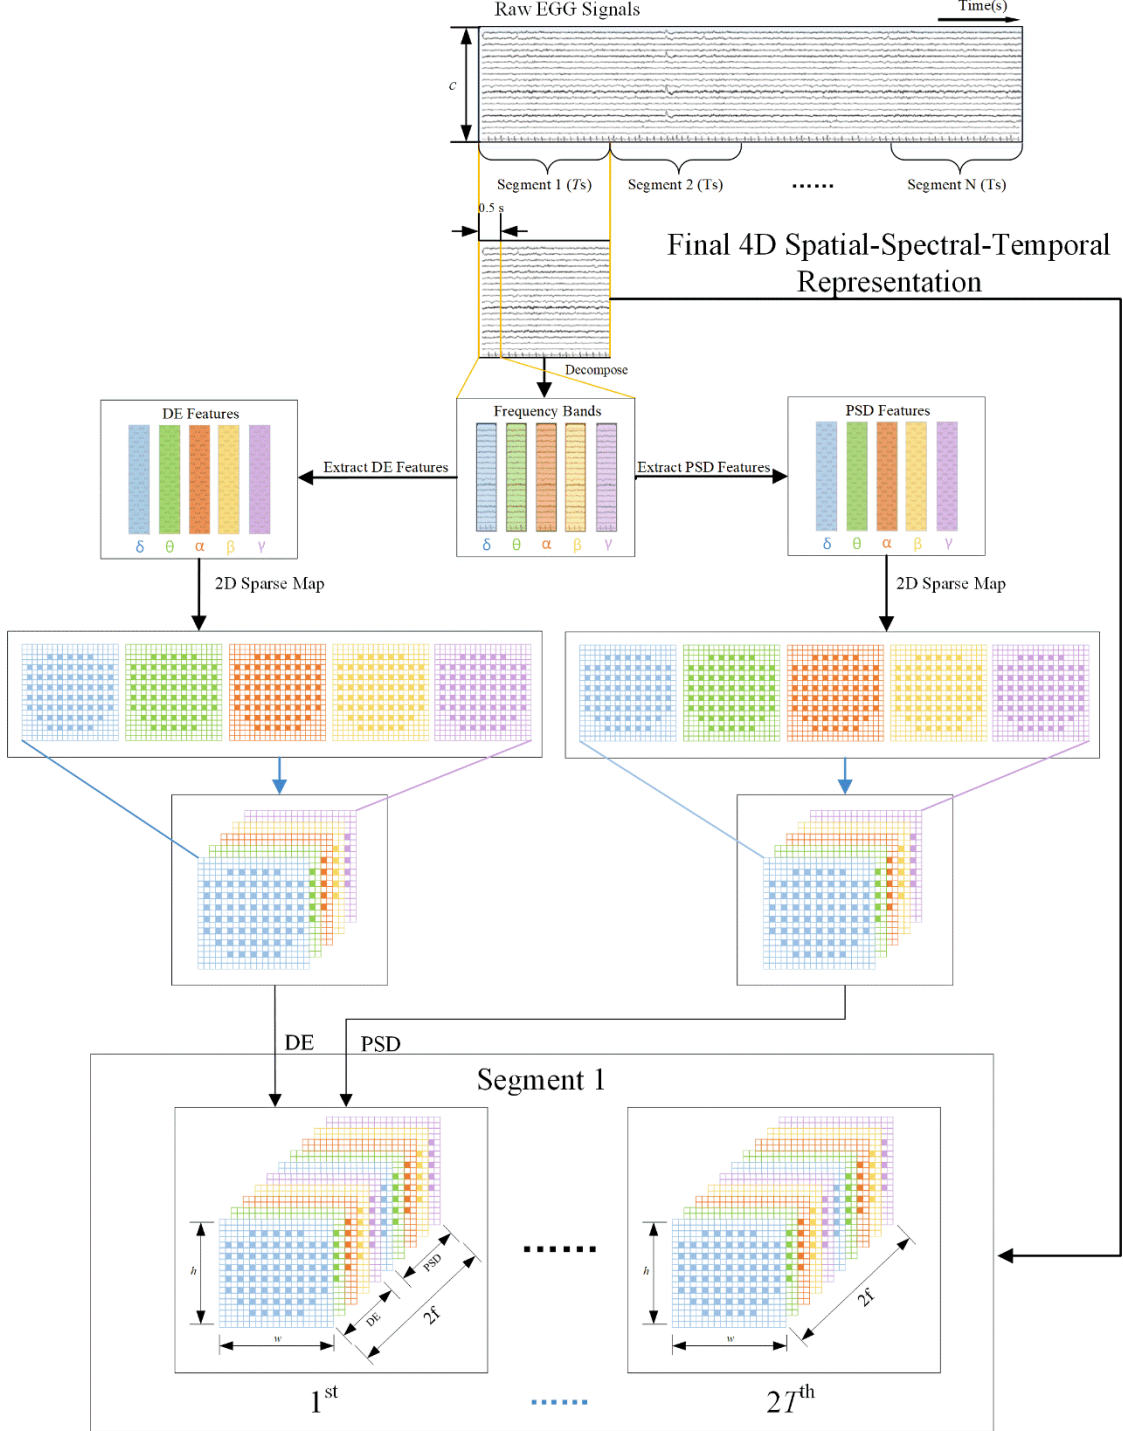 Raw EGG Signals
Time(s)
c
Segment 1 (Ts)
Segment 2 (Ts)
......
Segment N (Ts)
0.5 s
Final 4D Spatial-Spectral-Temporal
Representation
Decompose
DE Features
Frequency Bands
PSD Features
Extract DE Features
Extract PSD Features
δ θ α β γ
δ θ α β γ
δ θ α β γ
2D Sparse Map
2D Sparse Map
DE
PSD
Segment 1
h
w
DE
PSD
2f
......
h
w
2f
1st
......
2Tth